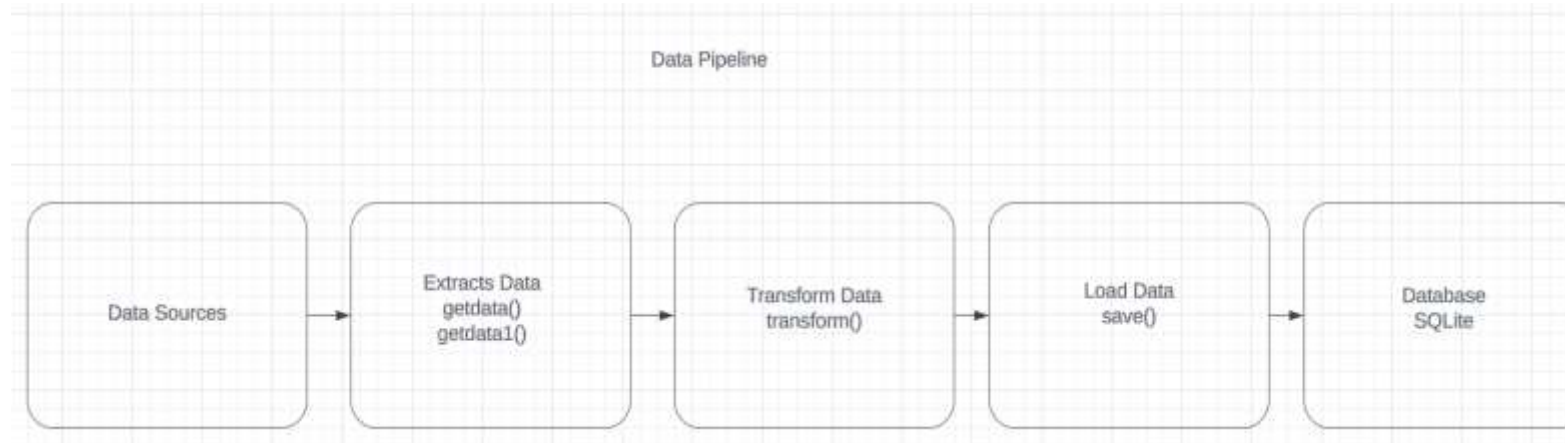 Data Pipeline
Data Sources
Extracts Data
getdata()
getdata1()
Transform Data
transform()
Load Data
save()
Database
SQLite